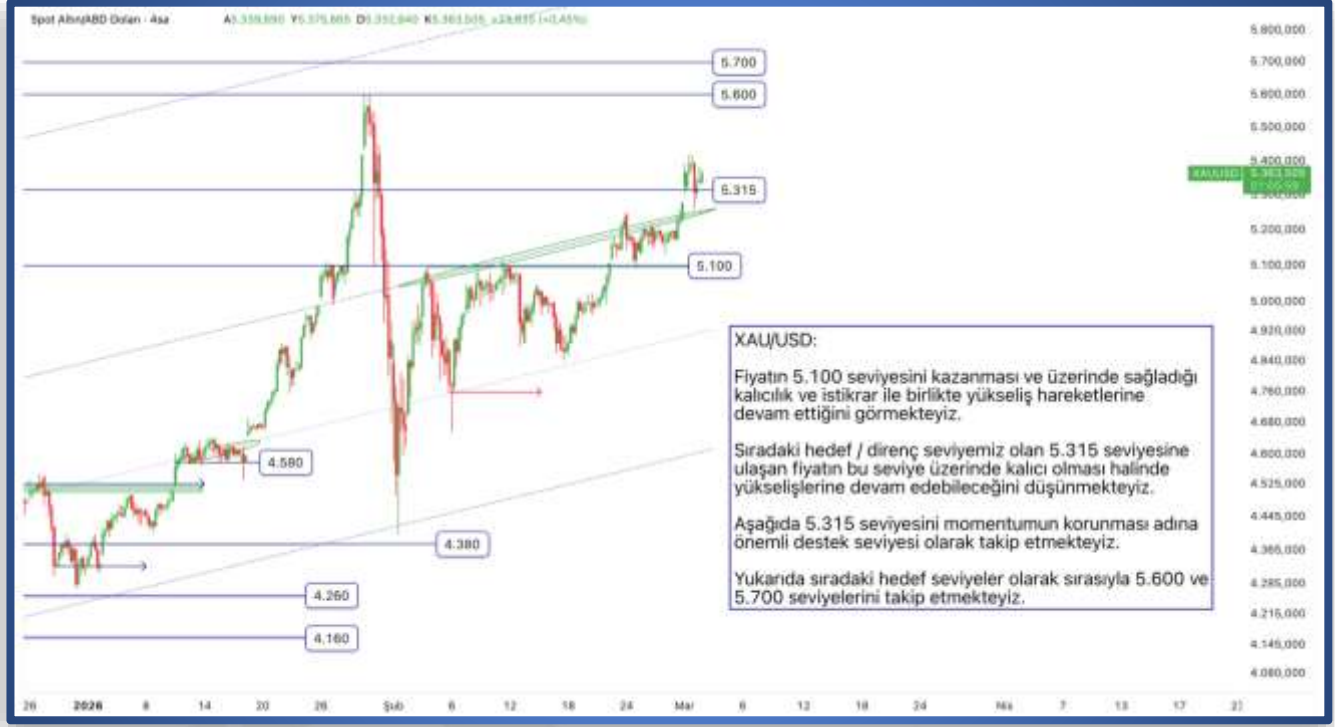 Spot Altın/ABD Doları · 4sa
5.800,000
5.700
5.700,000
5.600
5.600,000
5.500,000
5.400,000
XAUUSD 5.363,505
5.300,000
5.315
5.200,000
5.100
5.100,000
5.000,000
4.920,000
4.840,000
4.760,000
4.680,000
4.600,000
4.525,000
4.445,000
4.365,000
4.285,000
4.215,000
4.145,000
4.080,000
4.580
4.380
4.260
4.160
XAU/USD:
Fiyatın 5.100 seviyesini kazanması ve üzerinde sağladığı
kalıcılık ve istikrar ile birlikte yükseliş hareketlerine
devam ettiğini görmekteyiz.
Sıradaki hedef / direnç seviyemiz olan 5.315 seviyesine
ulaşan fiyatın bu seviye üzerinde kalıcı olması halinde
yükselişlerine devam edebileceğini düşünmekteyiz.
Aşağıda 5.315 seviyesini momentumun korunması adına
önemli destek seviyesi olarak takip etmekteyiz.
Yukarıda sıradaki hedef seviyeler olarak sırasıyla 5.600 ve
5.700 seviyelerini takip etmekteyiz.
26 2026 8 14 20 26 Şub 6 12 18 24 Mar 6 12 18 24 Nis 7 13 17